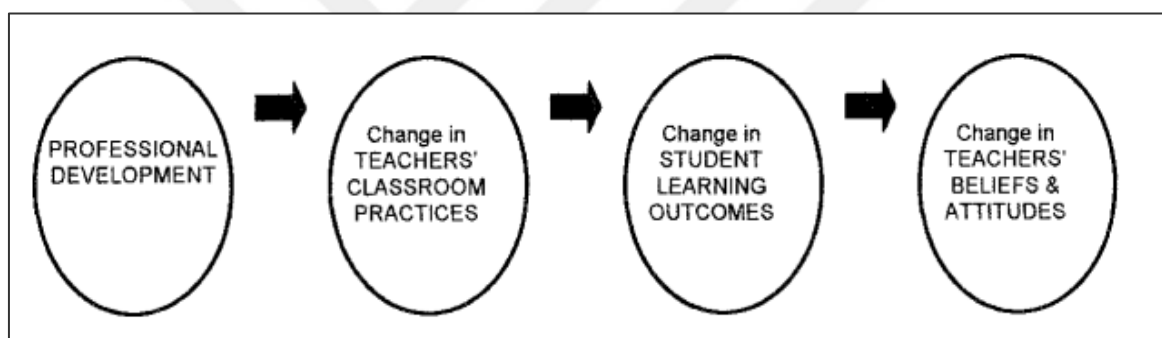 PROFESSIONAL
DEVELOPMENT
Change in
TEACHERS'
CLASSROOM
PRACTICES
Change in
STUDENT
LEARNING
OUTCOMES
Change in
TEACHERS'
BELIEFS &
ATTITUDES